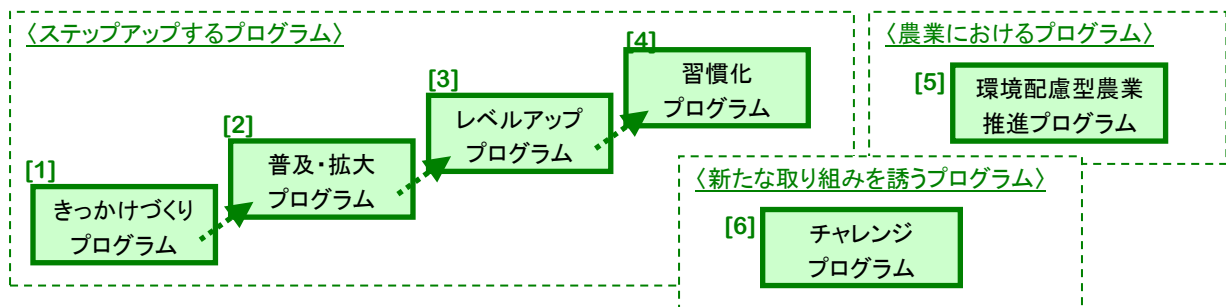 〈ステップアップするプログラム〉
[1]
きっかけづくり
プログラム
[2]
普及・拡大
プログラム
[3]
レベルアップ
プログラム
[4]
習慣化
プログラム
〈農業におけるプログラム〉
[5]
環境配慮型農業
推進プログラム
〈新たな取り組みを誘うプログラム〉
[6]
チャレンジ
プログラム